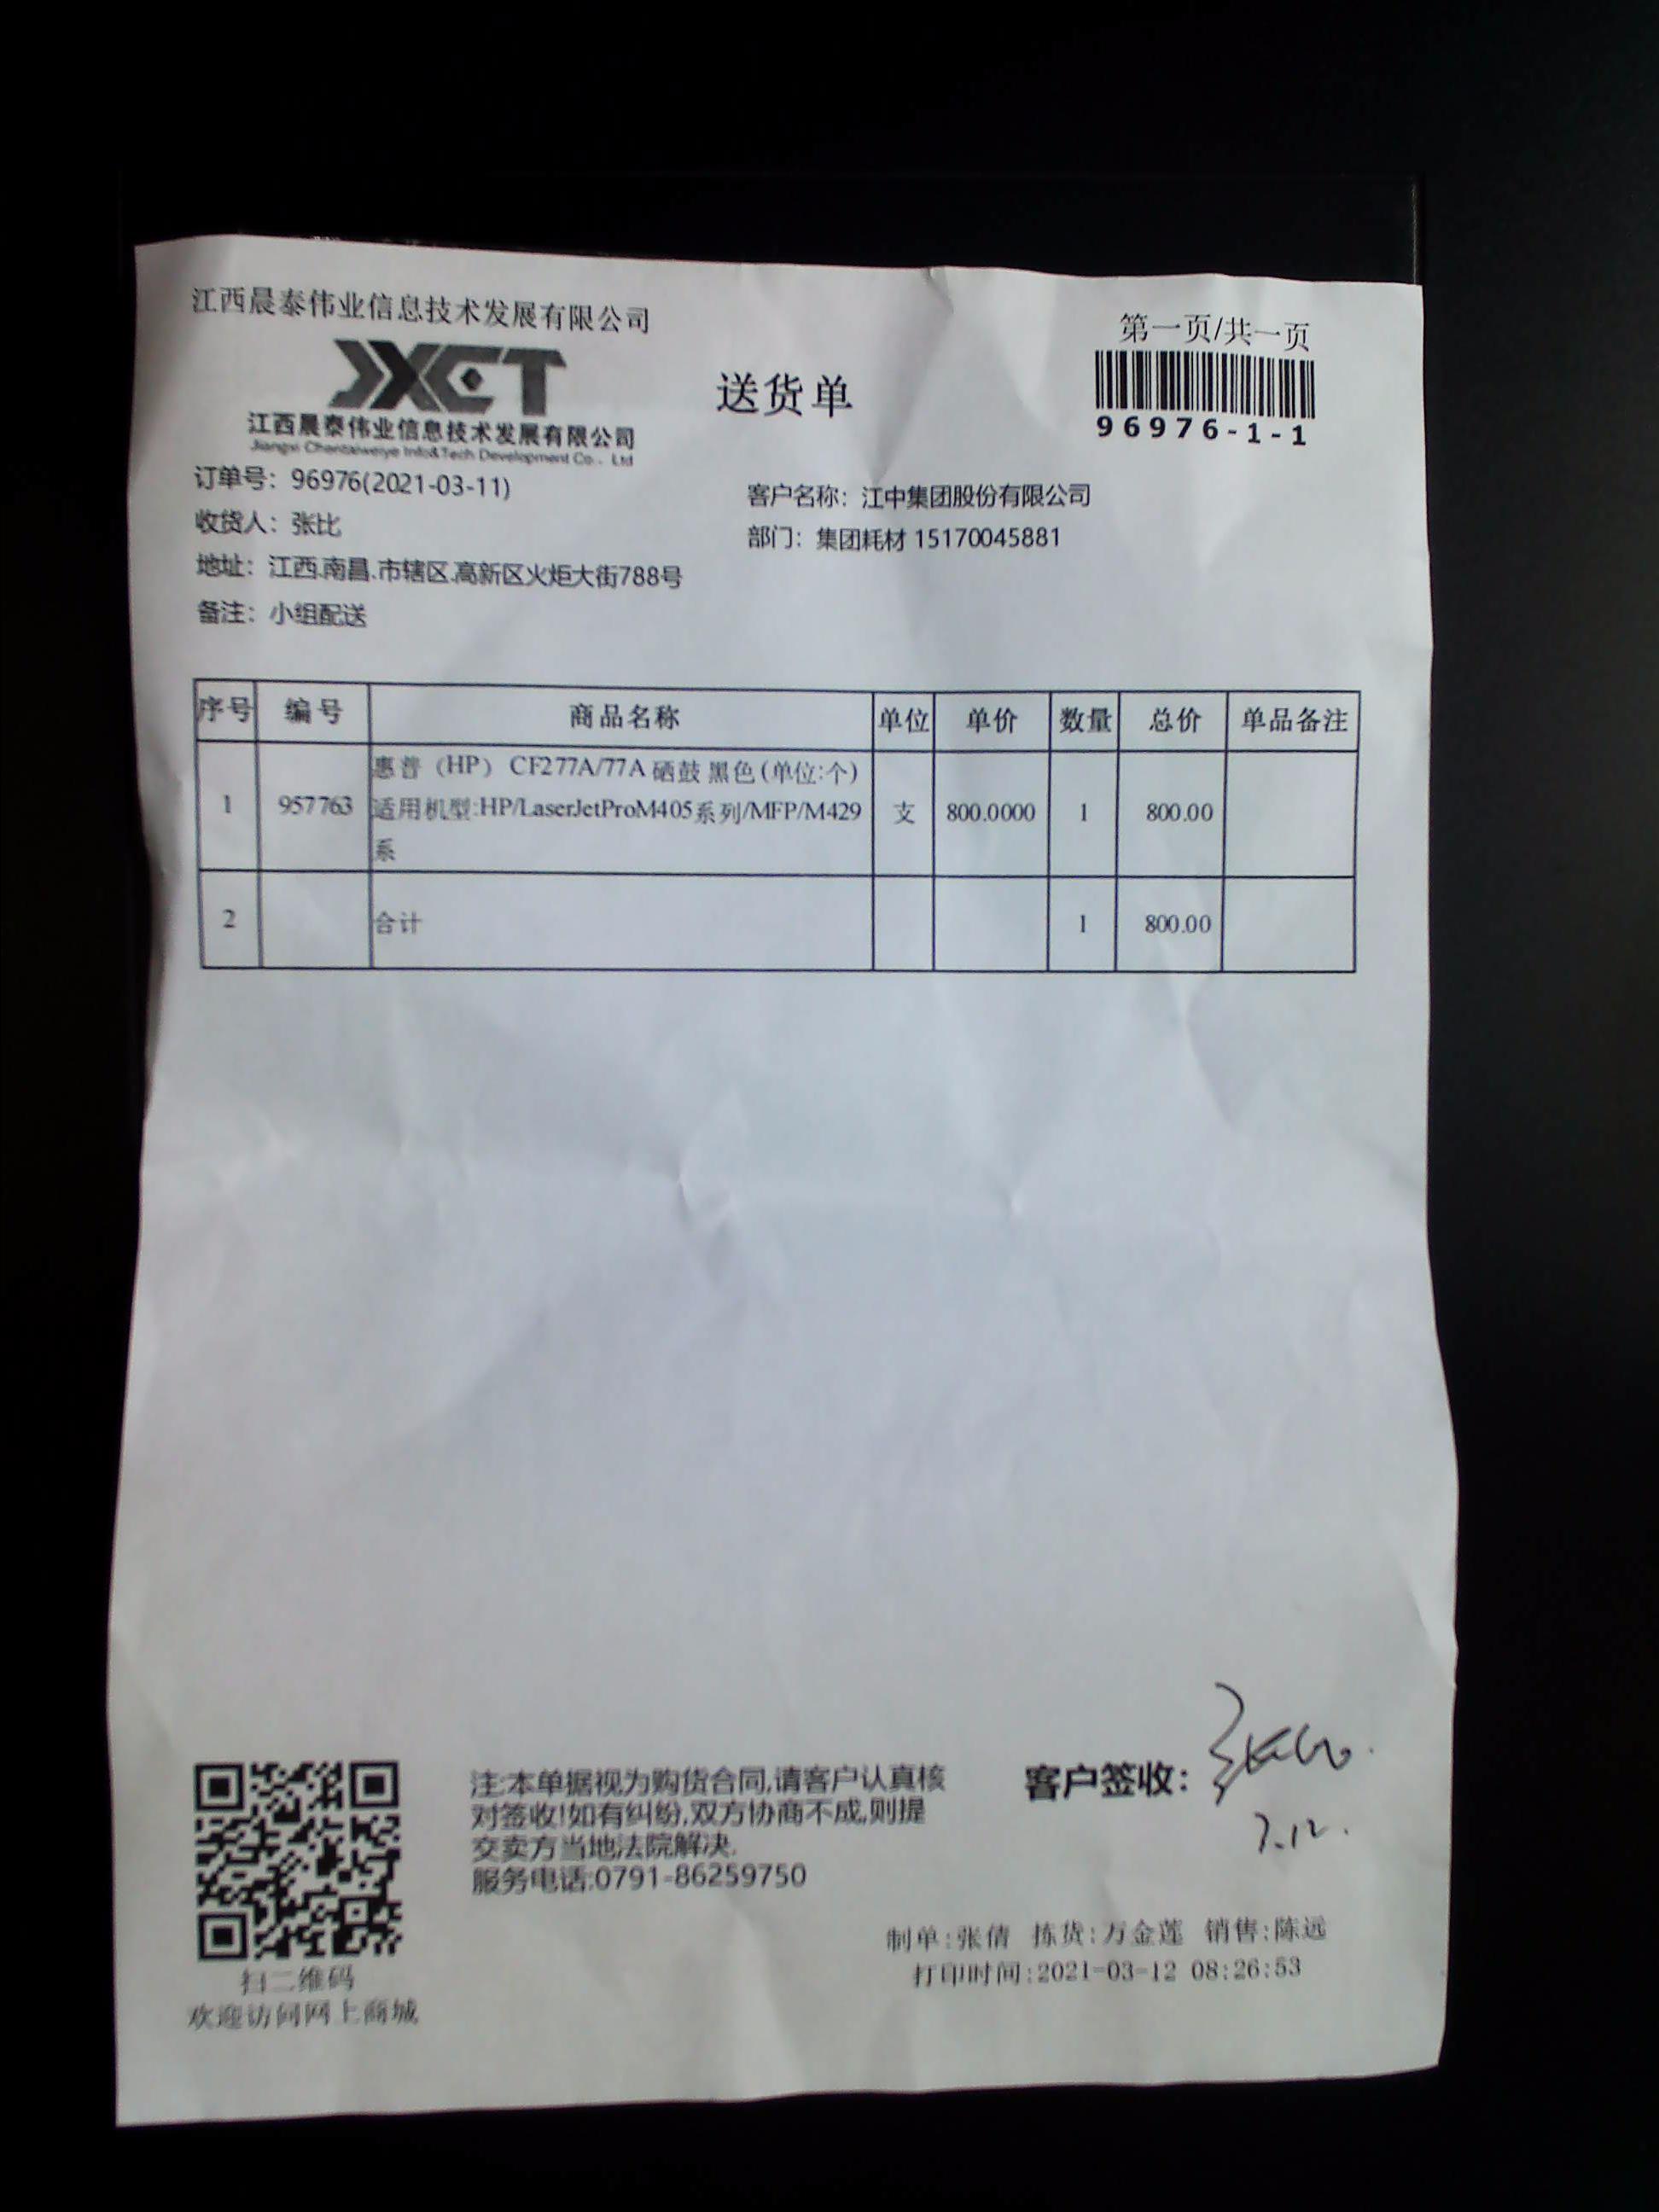 江西晨泰伟业信息技术发展有限公司
第一页/共一页
JXCT
江西晨泰伟业信息技术发展有限公司
Jiangxi Chentaiweiye Info&Tech Development Co., Ltd
送货单
96976-1-1
订单号: 96976(2021-03-11)
客户名称: 江中集团股份有限公司
收货人: 张比
部门: 集团耗材 15170045881
地址: 江西.南昌.市辖区.高新区火炬大街788号
备注: 小组配送
序号 编号 商品名称 单位 单价 数量 总价 单品备注
惠普（HP） CF277A/77A 硒鼓 黑色 (单位:个)
1 957763 适用机型:HP/LaserJetProM405系列/MFP/M429 支 800.0000 1 800.00
系
2 合计 1 800.00
注:本单据视为购货合同,请客户认真核
对签收!如有纠纷,双方协商不成,则提
交卖方当地法院解决.
服务电话:0791-86259750
客户签收:
扫二维码
欢迎访问网上商城
制单:张倩 拣货:万金莲 销售:陈远
打印时间:2021-03-12 08:26:53